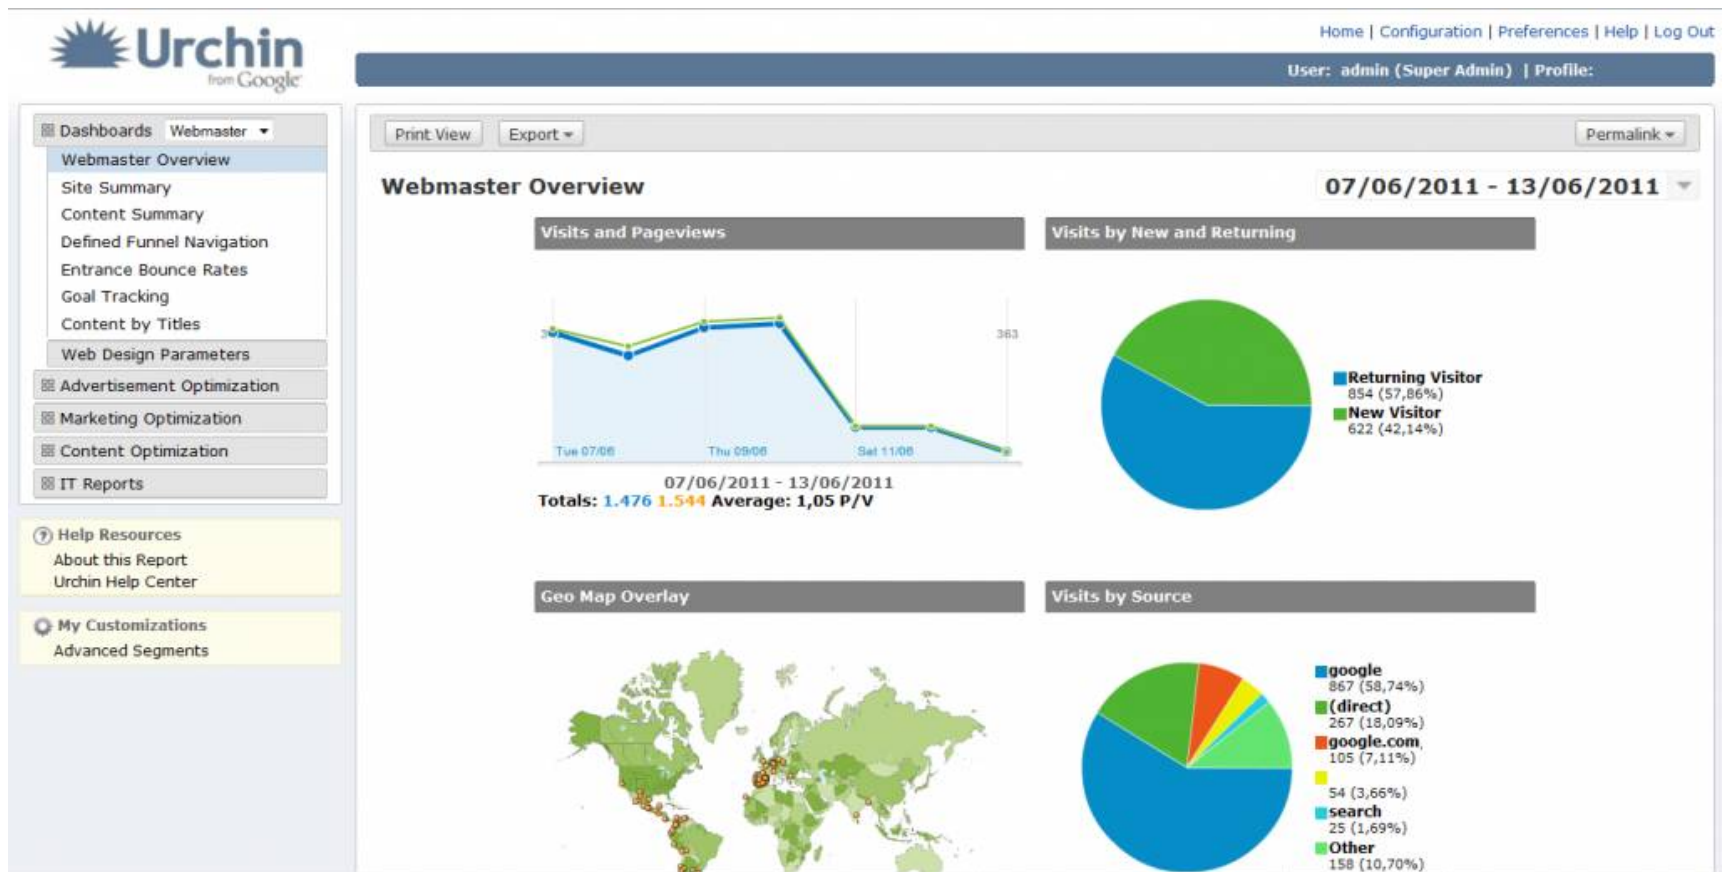 Urchin
from Google
Home | Configuration | Preferences | Help | Log Out
User: admin (Super Admin) | Profile:
Dashboards Webmaster
Webmaster Overview
Site Summary
Content Summary
Defined Funnel Navigation
Entrance Bounce Rates
Goal Tracking
Content by Titles
Web Design Parameters
Advertisement Optimization
Marketing Optimization
Content Optimization
IT Reports
? Help Resources
About this Report
Urchin Help Center
My Customizations
Advanced Segments
Print View Export Permalink
Webmaster Overview 07/06/2011 - 13/06/2011
Visits and Pageviews
363
Tue 07/06 Thu 09/06 Sat 11/06
07/06/2011 - 13/06/2011
Totals: 1.476 1.544 Average: 1,05 P/V
Visits by New and Returning
Returning Visitor
854 (57,86%)
New Visitor
622 (42,14%)
Geo Map Overlay
Visits by Source
google
867 (58,74%)
(direct)
267 (18,09%)
google.com
105 (7,11%)
54 (3,66%)
search
25 (1,69%)
Other
158 (10,70%)